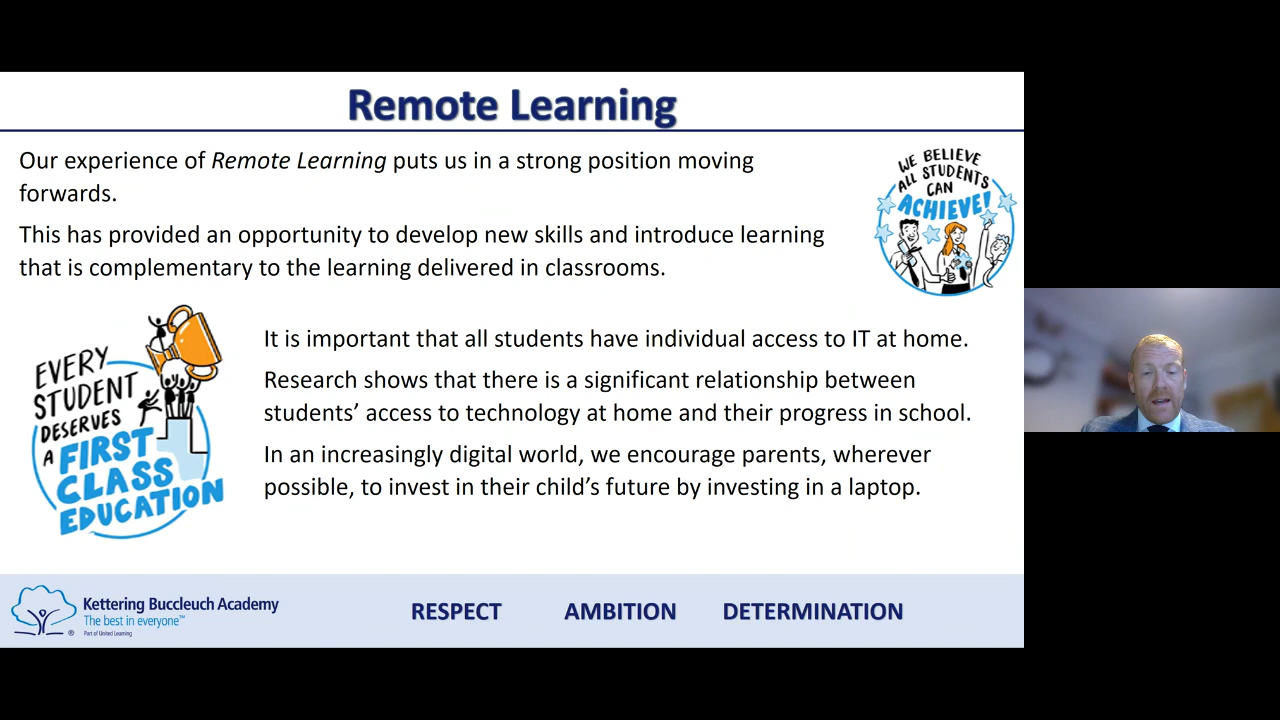 Remote Learning
Our experience of Remote Learning puts us in a strong position moving
forwards.
This has provided an opportunity to develop new skills and introduce learning
that is complementary to the learning delivered in classrooms.
WE BELIEVE
ALL STUDENTS
CAN
ACHIEVE!
EVERY
STUDENT
DESERVES
A FIRST
CLASS
EDUCATION
It is important that all students have individual access to IT at home.
Research shows that there is a significant relationship between
students’ access to technology at home and their progress in school.
In an increasingly digital world, we encourage parents, wherever
possible, to invest in their child’s future by investing in a laptop.
Kettering Buccleuch Academy
The best in everyone™
® Part of United Learning
RESPECT AMBITION DETERMINATION